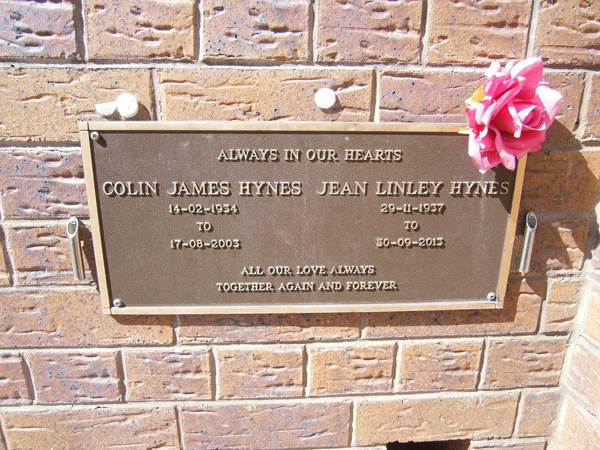 ALWAYS IN OUR HEARTS
COLIN JAMES HYNES JEAN LINLEY HYNES
14-02-1934 29-11-1937
TO TO
17-08-2003 30-09-2013
ALL OUR LOVE ALWAYS
TOGETHER AGAIN AND FOREVER